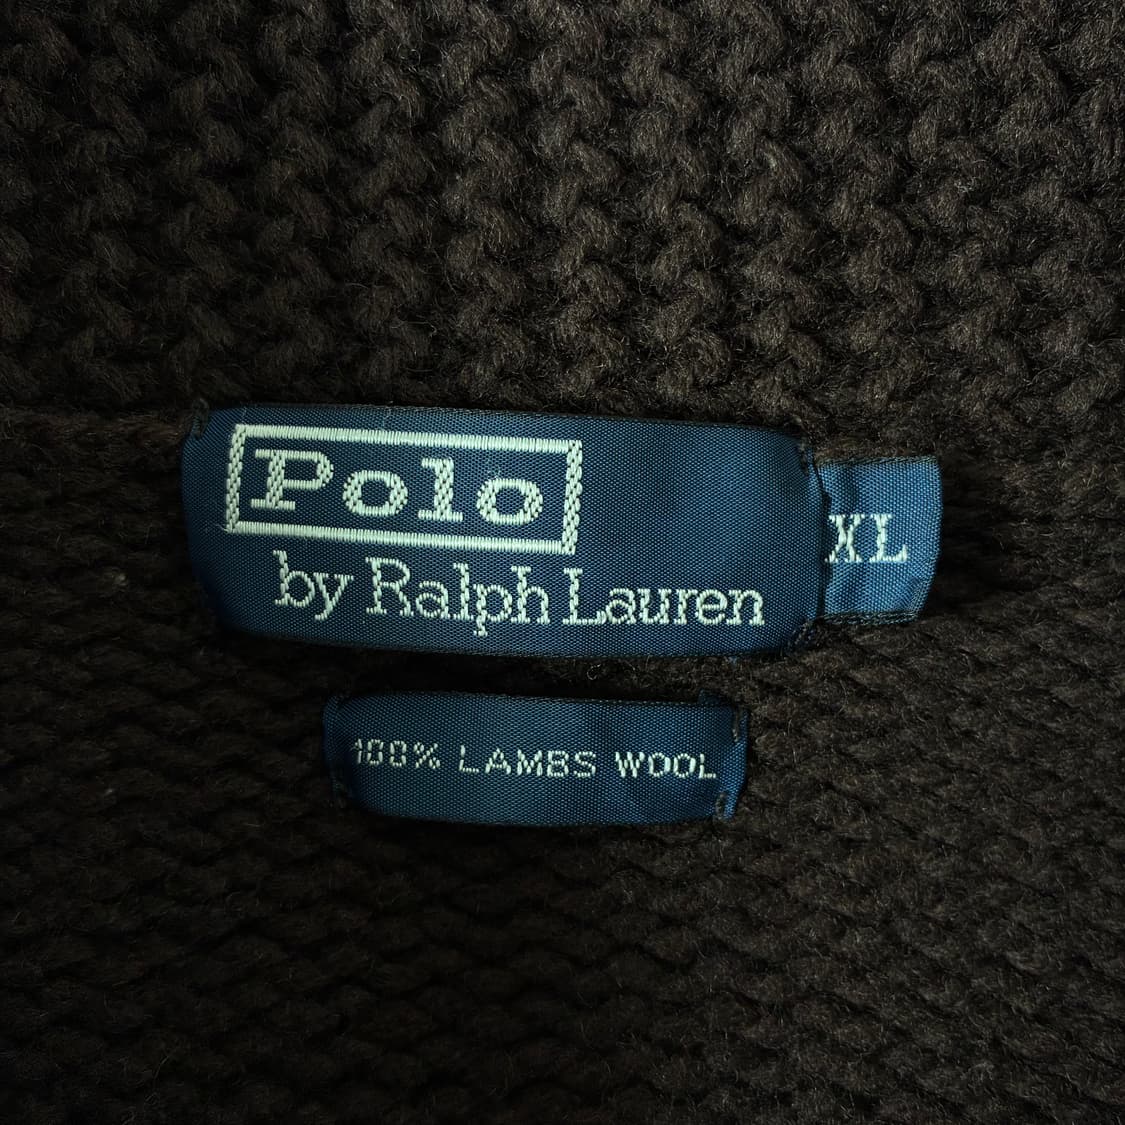 Polo
by Ralph Lauren
XL
100% LAMBS WOOL